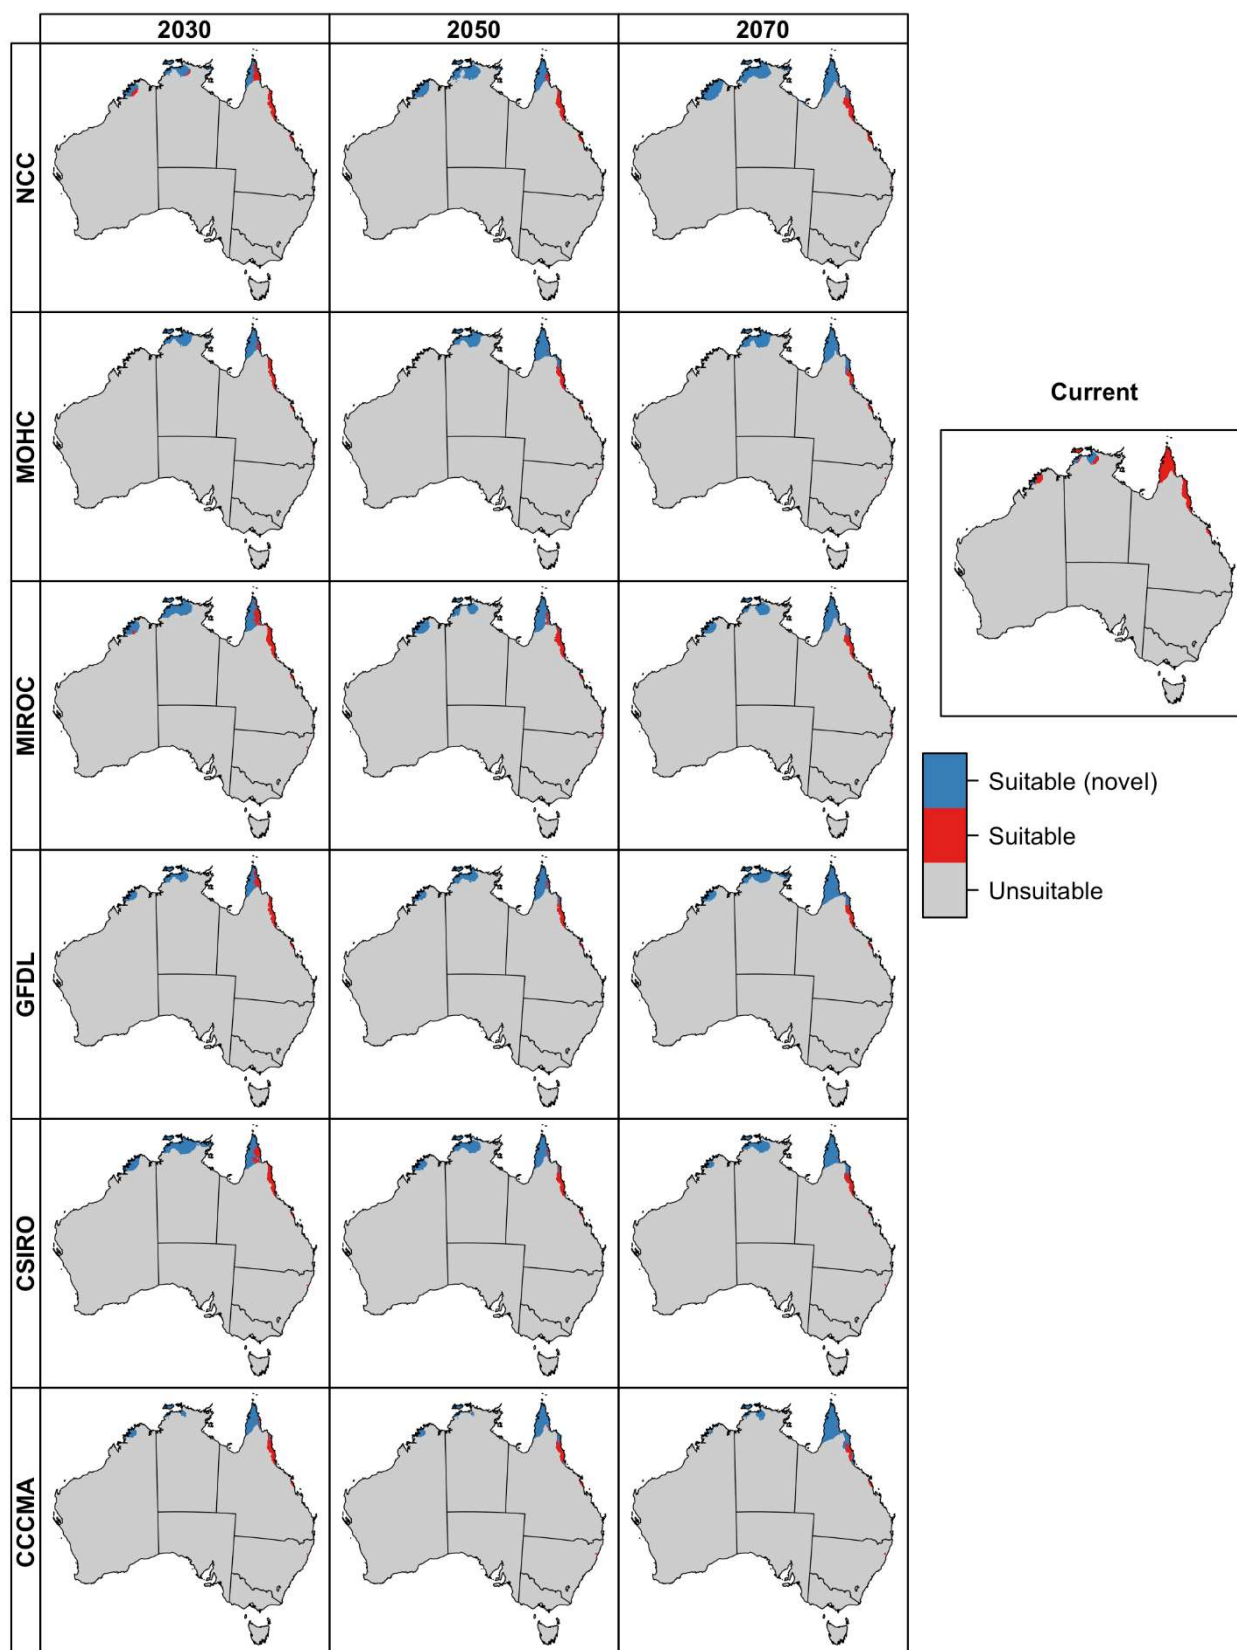 2030 2050 2070
NCC
MOHC
Current
MIROC
Suitable (novel)
Suitable
Unsuitable
GFDL
CSIRO
CCCMA